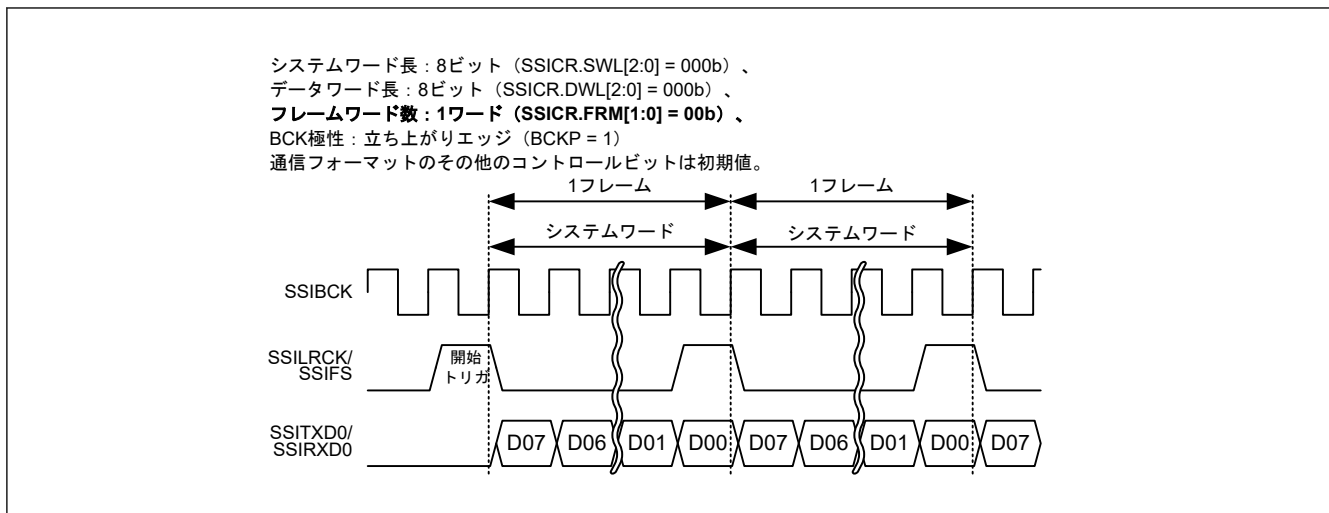 システムワード長：8ビット（SSICR.SWL[2:0] = 000b）、
データワード長：8ビット（SSICR.DWL[2:0] = 000b）、
フレームワード数：1ワード（SSICR.FRM[1:0] = 00b）、
BCK極性：立ち上がりエッジ（BCKP = 1）
通信フォーマットのその他のコントロールビットは初期値。
1フレーム 1フレーム
システムワード システムワード
SSIBCK
SSILRCK/
SSIFS
開始
トリガ
SSITXD0/
SSIRXD0
D07 D06 D01 D00 D07 D06 D01 D00 D07